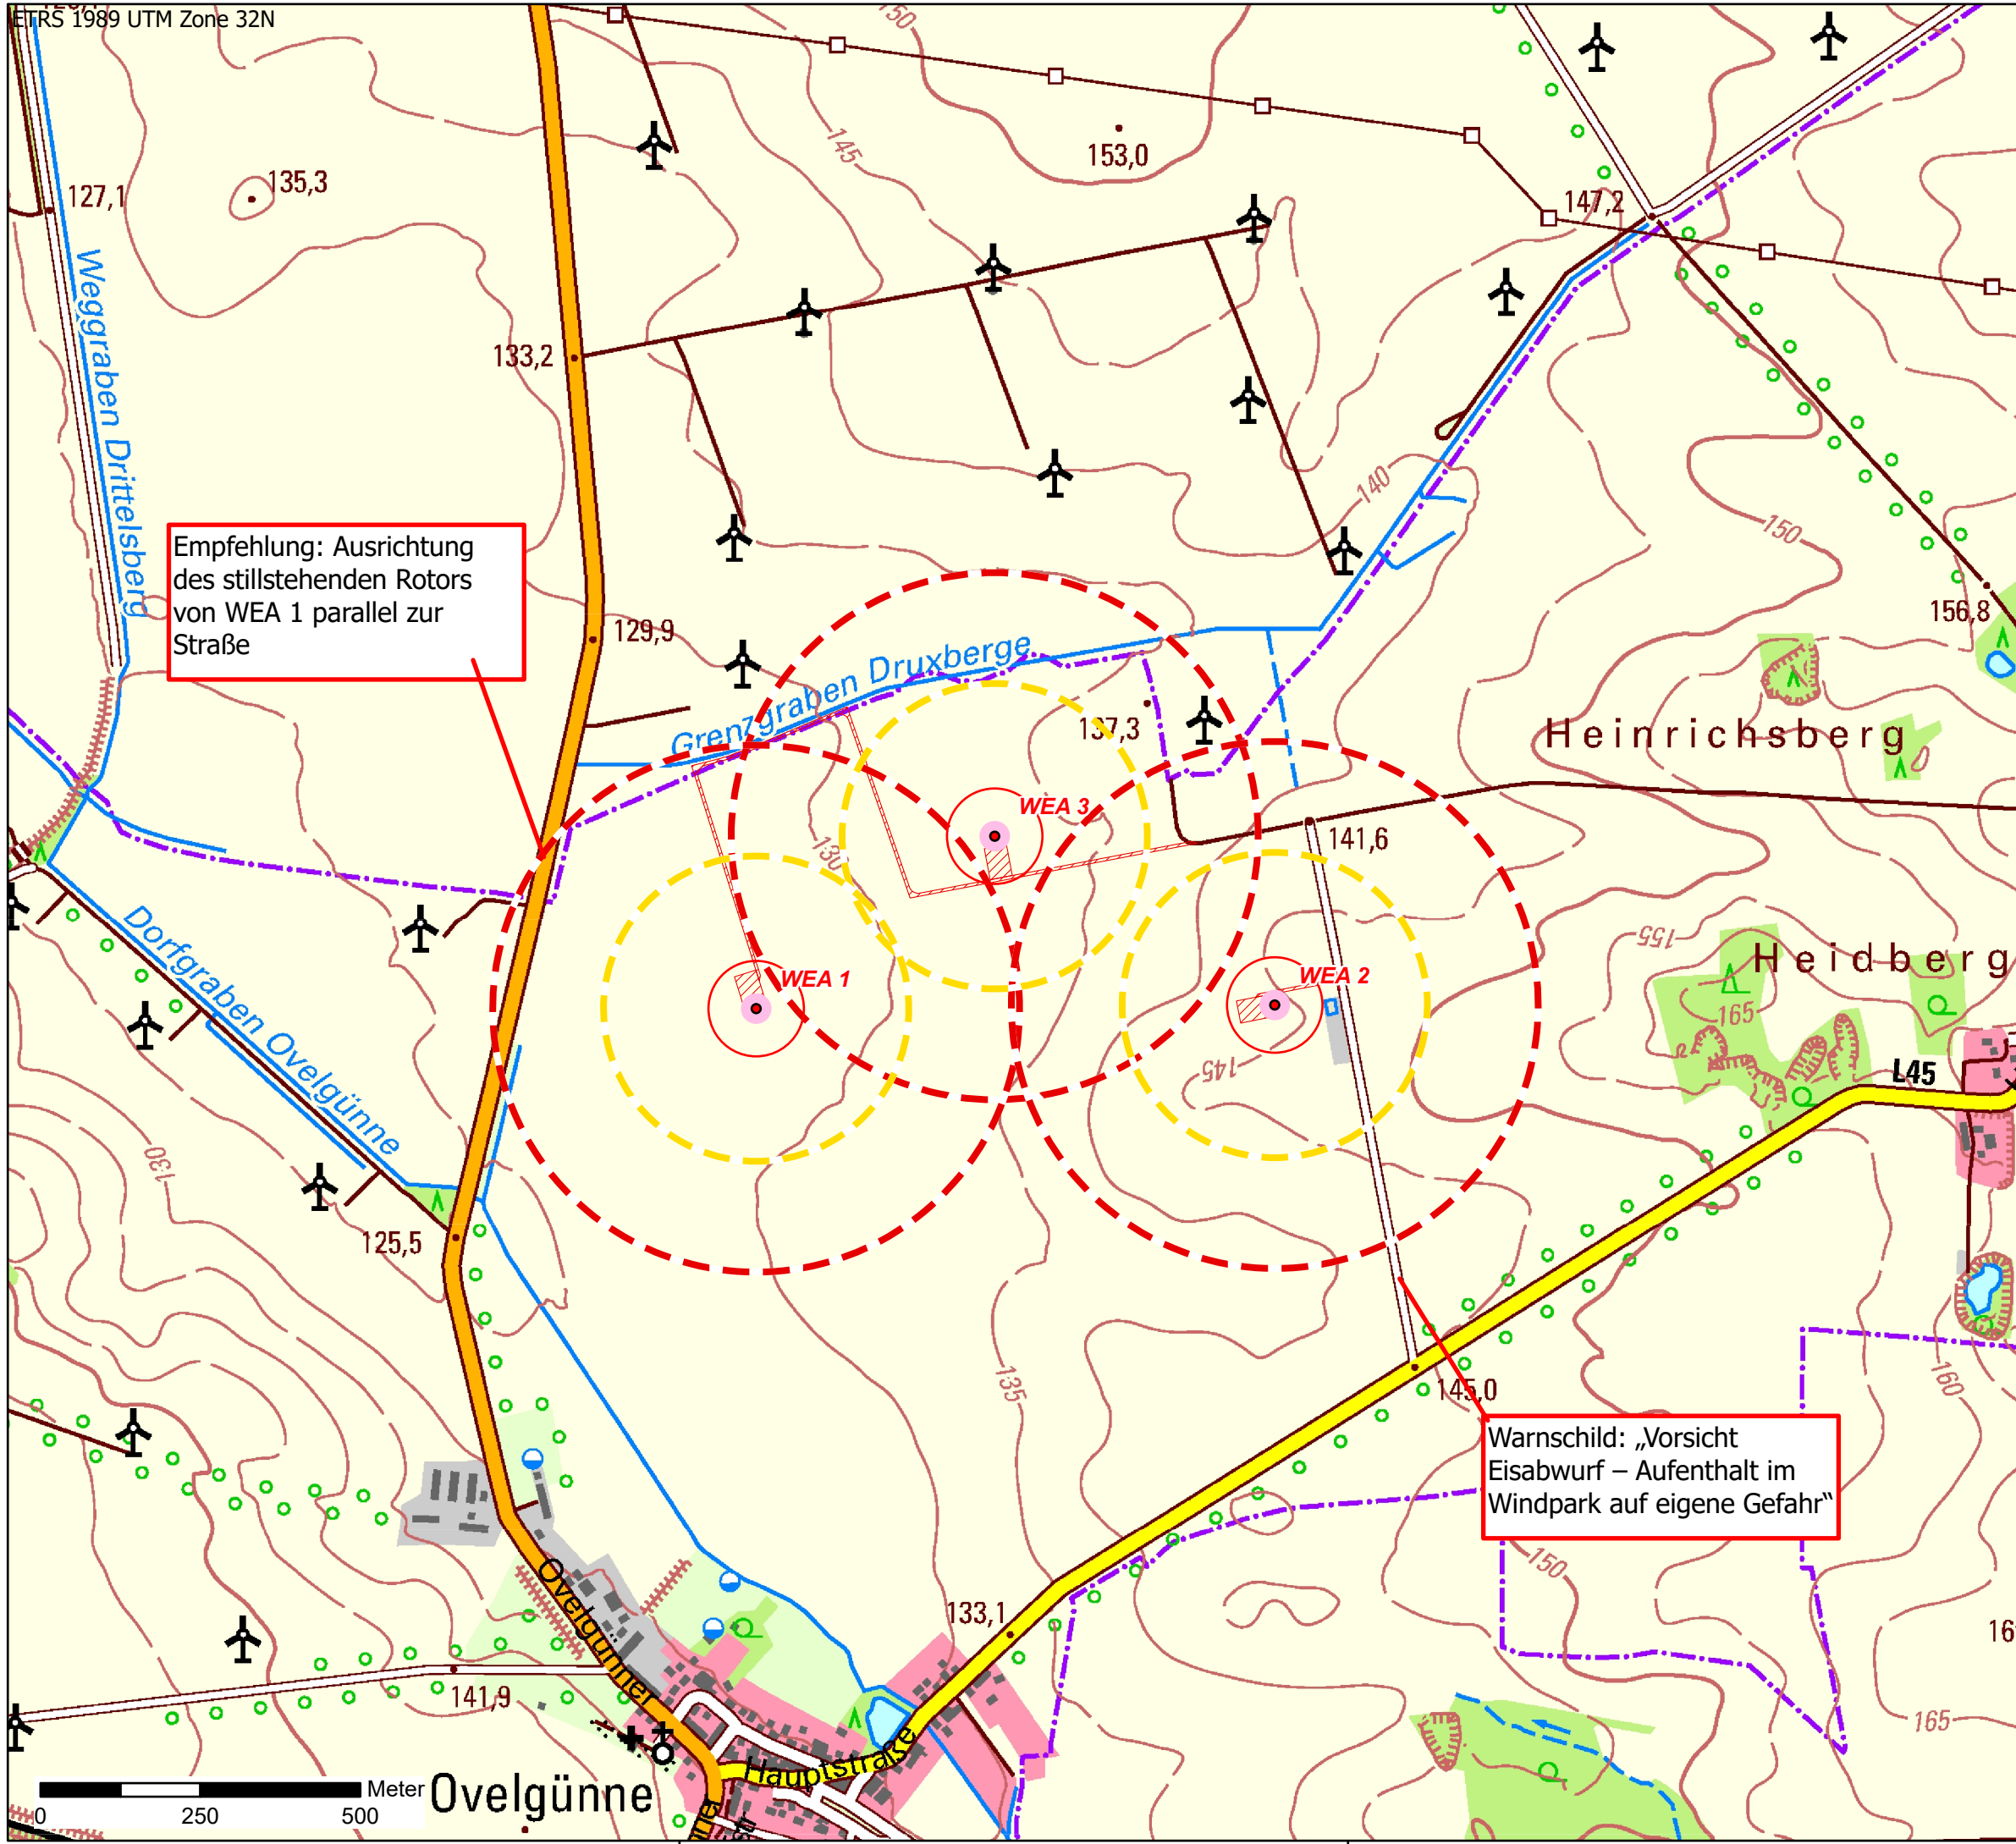 ETRS 1989 UTM Zone 32N
150
145
153,0
127,1
135,3
147,2
Weggraben Drittelsberg
133,2
140
150
Empfehlung: Ausrichtung
des stillstehenden Rotors
von WEA 1 parallel zur
Straße
129,9
156,8
Grenzgraben Druxberge
137,3
Heinrichsberg
WEA 3
130
141,6
Dorfgraben Ovelgünne
155
Heidberg
WEA 1
WEA 2
165
145
L45
130
125,5
135
160
145,0
Warnschild: „Vorsicht
Eisabwurf – Aufenthalt im
Windpark auf eigene Gefahr“
150
Ovelgünner
133,1
16
141,9
165
Hauptstraße
Meter
0 250 500
Ovelgünne